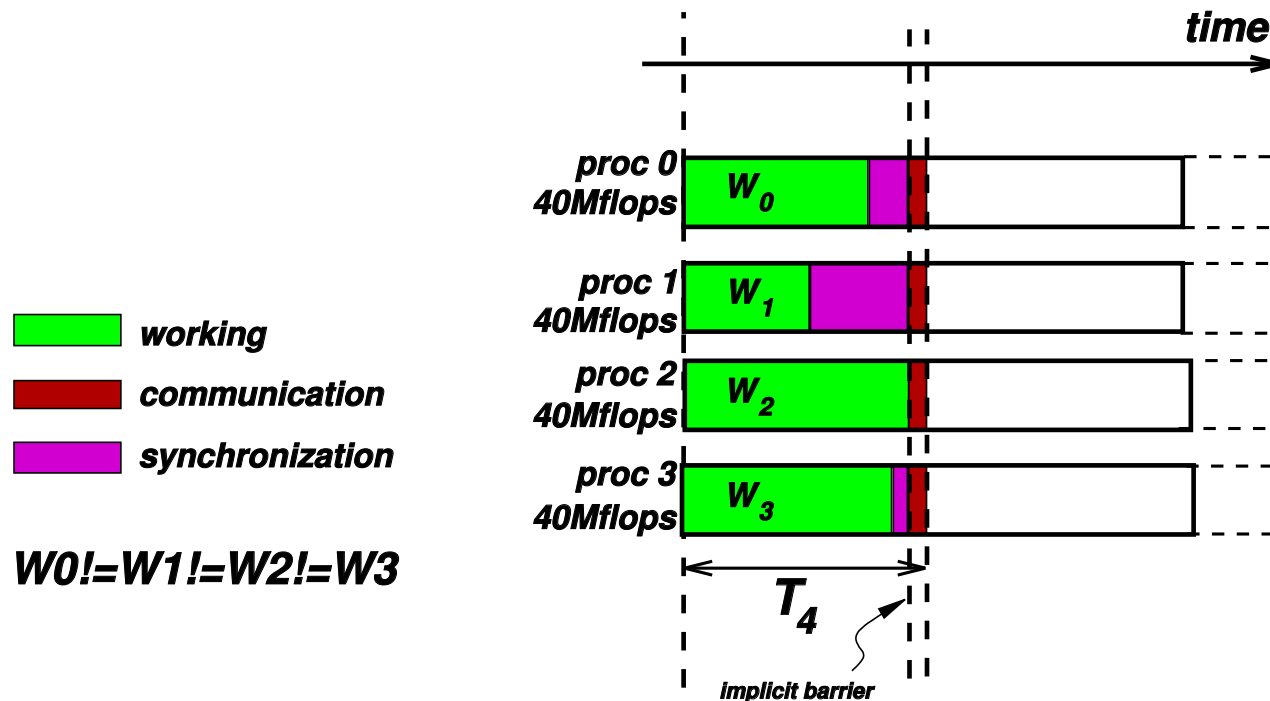 time
proc 0
40Mflops
W0
proc 1
40Mflops
W1
proc 2
40Mflops
W2
proc 3
40Mflops
W3
working
communication
synchronization
W0!=W1!=W2!=W3
T4
implicit barrier